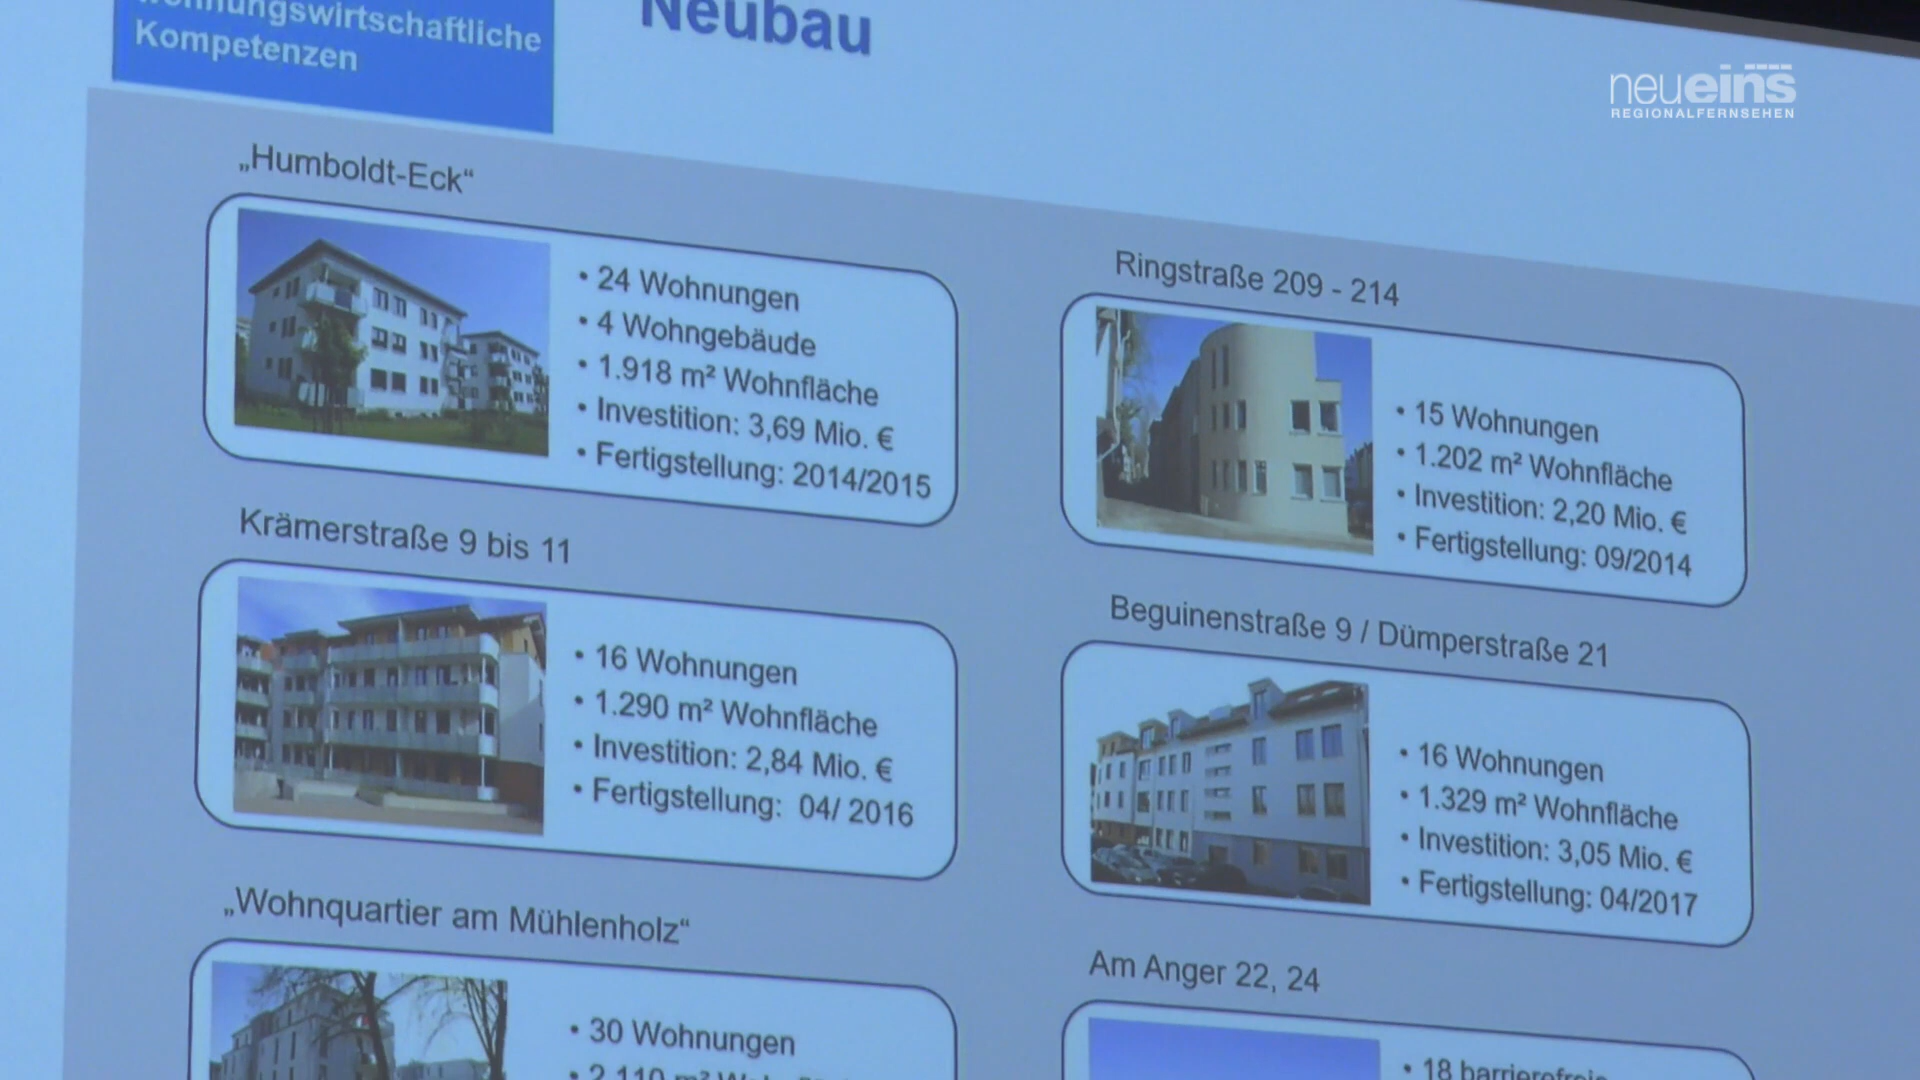 Wohnungswirtschaftliche
Kompetenzen
Neubau
neueins
REGIONALFERNSEHEN
„Humboldt-Eck“
• 24 Wohnungen
• 4 Wohngebäude
• 1.918 m² Wohnfläche
• Investition: 3,69 Mio. €
• Fertigstellung: 2014/2015
Ringstraße 209 - 214
• 15 Wohnungen
• 1.202 m² Wohnfläche
• Investition: 2,20 Mio. €
• Fertigstellung: 09/2014
Krämerstraße 9 bis 11
• 16 Wohnungen
• 1.290 m² Wohnfläche
• Investition: 2,84 Mio. €
• Fertigstellung: 04/ 2016
Beguinenstraße 9 / Dümperstraße 21
• 16 Wohnungen
• 1.329 m² Wohnfläche
• Investition: 3,05 Mio. €
• Fertigstellung: 04/2017
„Wohnquartier am Mühlenholz“
• 30 Wohnungen
• 2.110 m²
Am Anger 22, 24
• 18